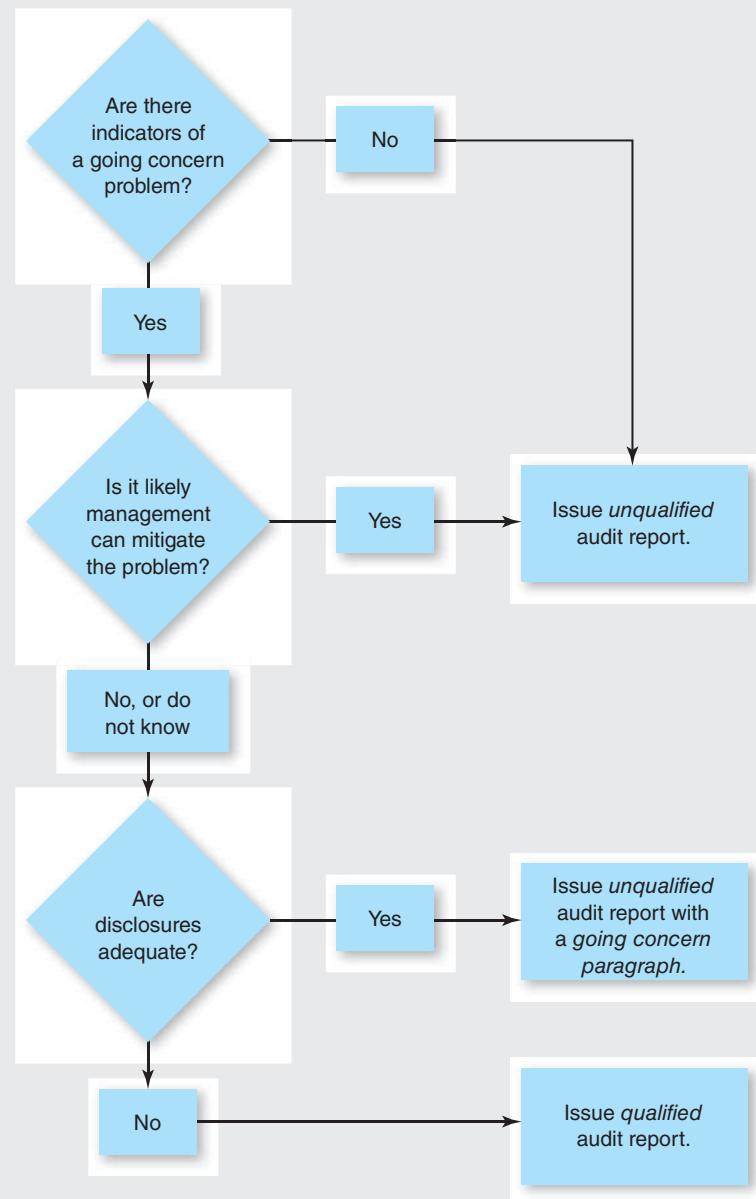 Are there
indicators of
a going concern
problem?
No
Yes
Is it likely
management
can mitigate
the problem?
Yes
Issue unqualified
audit report.
No, or do
not know
Are
disclosures
adequate?
Yes
Issue unqualified
audit report with
a going concern
paragraph.
No
Issue qualified
audit report.